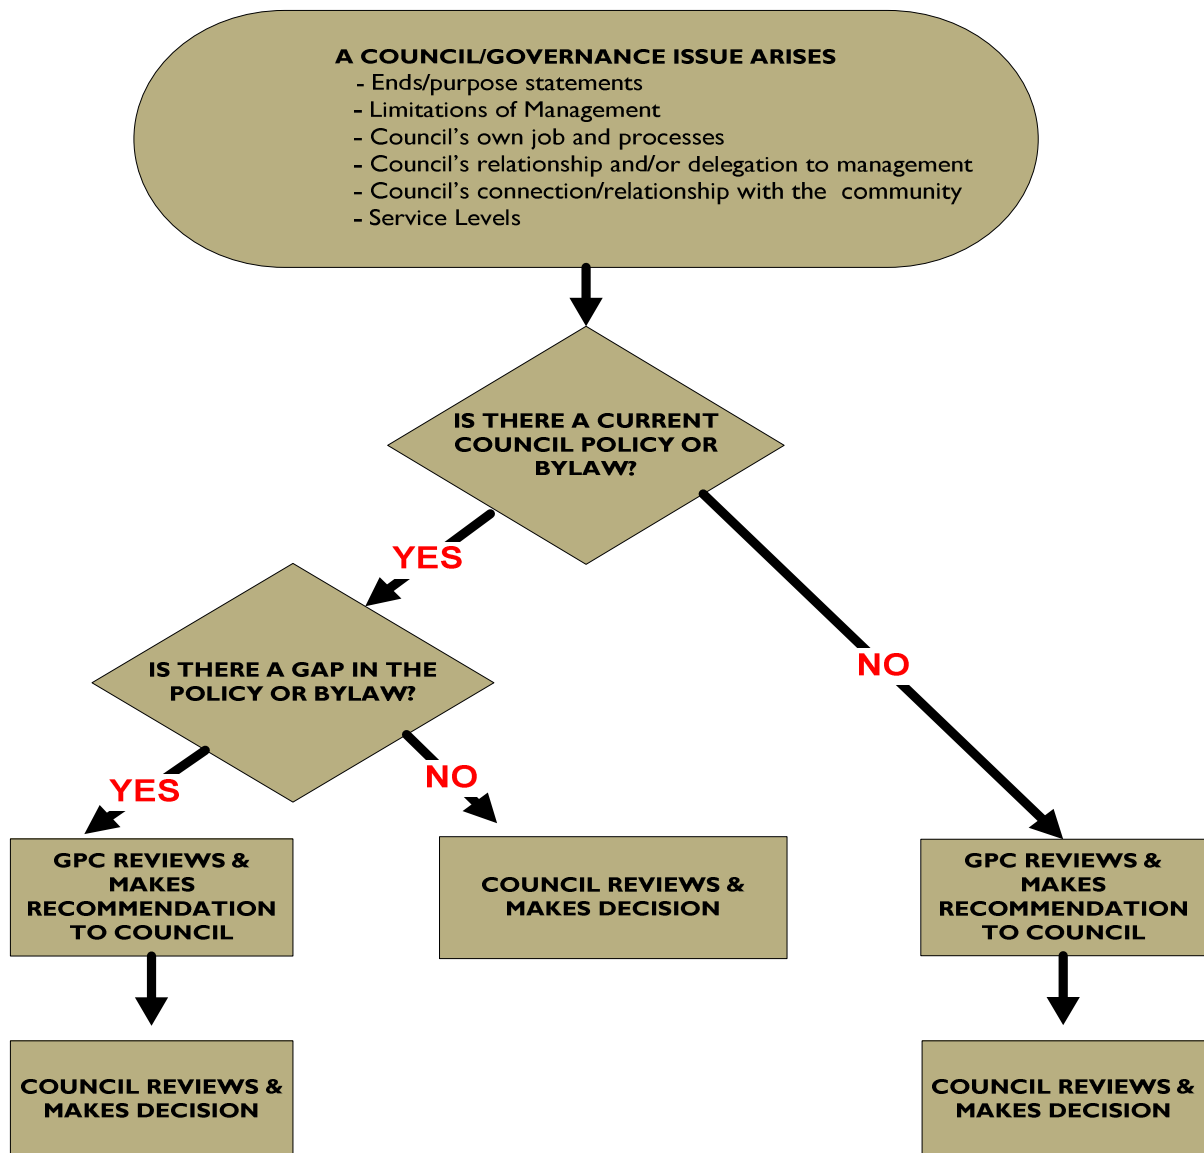 A COUNCIL/GOVERNANCE ISSUE ARISES
- Ends/purpose statements
- Limitations of Management
- Council's own job and processes
- Council's relationship and/or delegation to management
- Council's connection/relationship with the community
- Service Levels
IS THERE A CURRENT
COUNCIL POLICY OR
BYLAW?
YES
NO
IS THERE A GAP IN THE
POLICY OR BYLAW?
YES
NO
GPC REVIEWS &
MAKES
RECOMMENDATION
TO COUNCIL
COUNCIL REVIEWS &
MAKES DECISION
GPC REVIEWS &
MAKES
RECOMMENDATION
TO COUNCIL
COUNCIL REVIEWS &
MAKES DECISION
COUNCIL REVIEWS &
MAKES DECISION